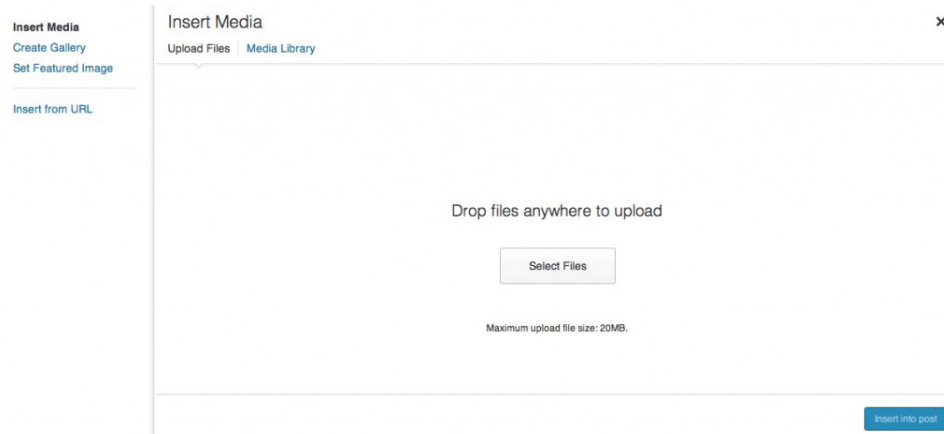 Insert Media
Create Gallery
Set Featured Image
Insert from URL
Insert Media
Upload Files Media Library
Drop files anywhere to upload
Select Files
Maximum upload file size: 20MB.
Insert into post